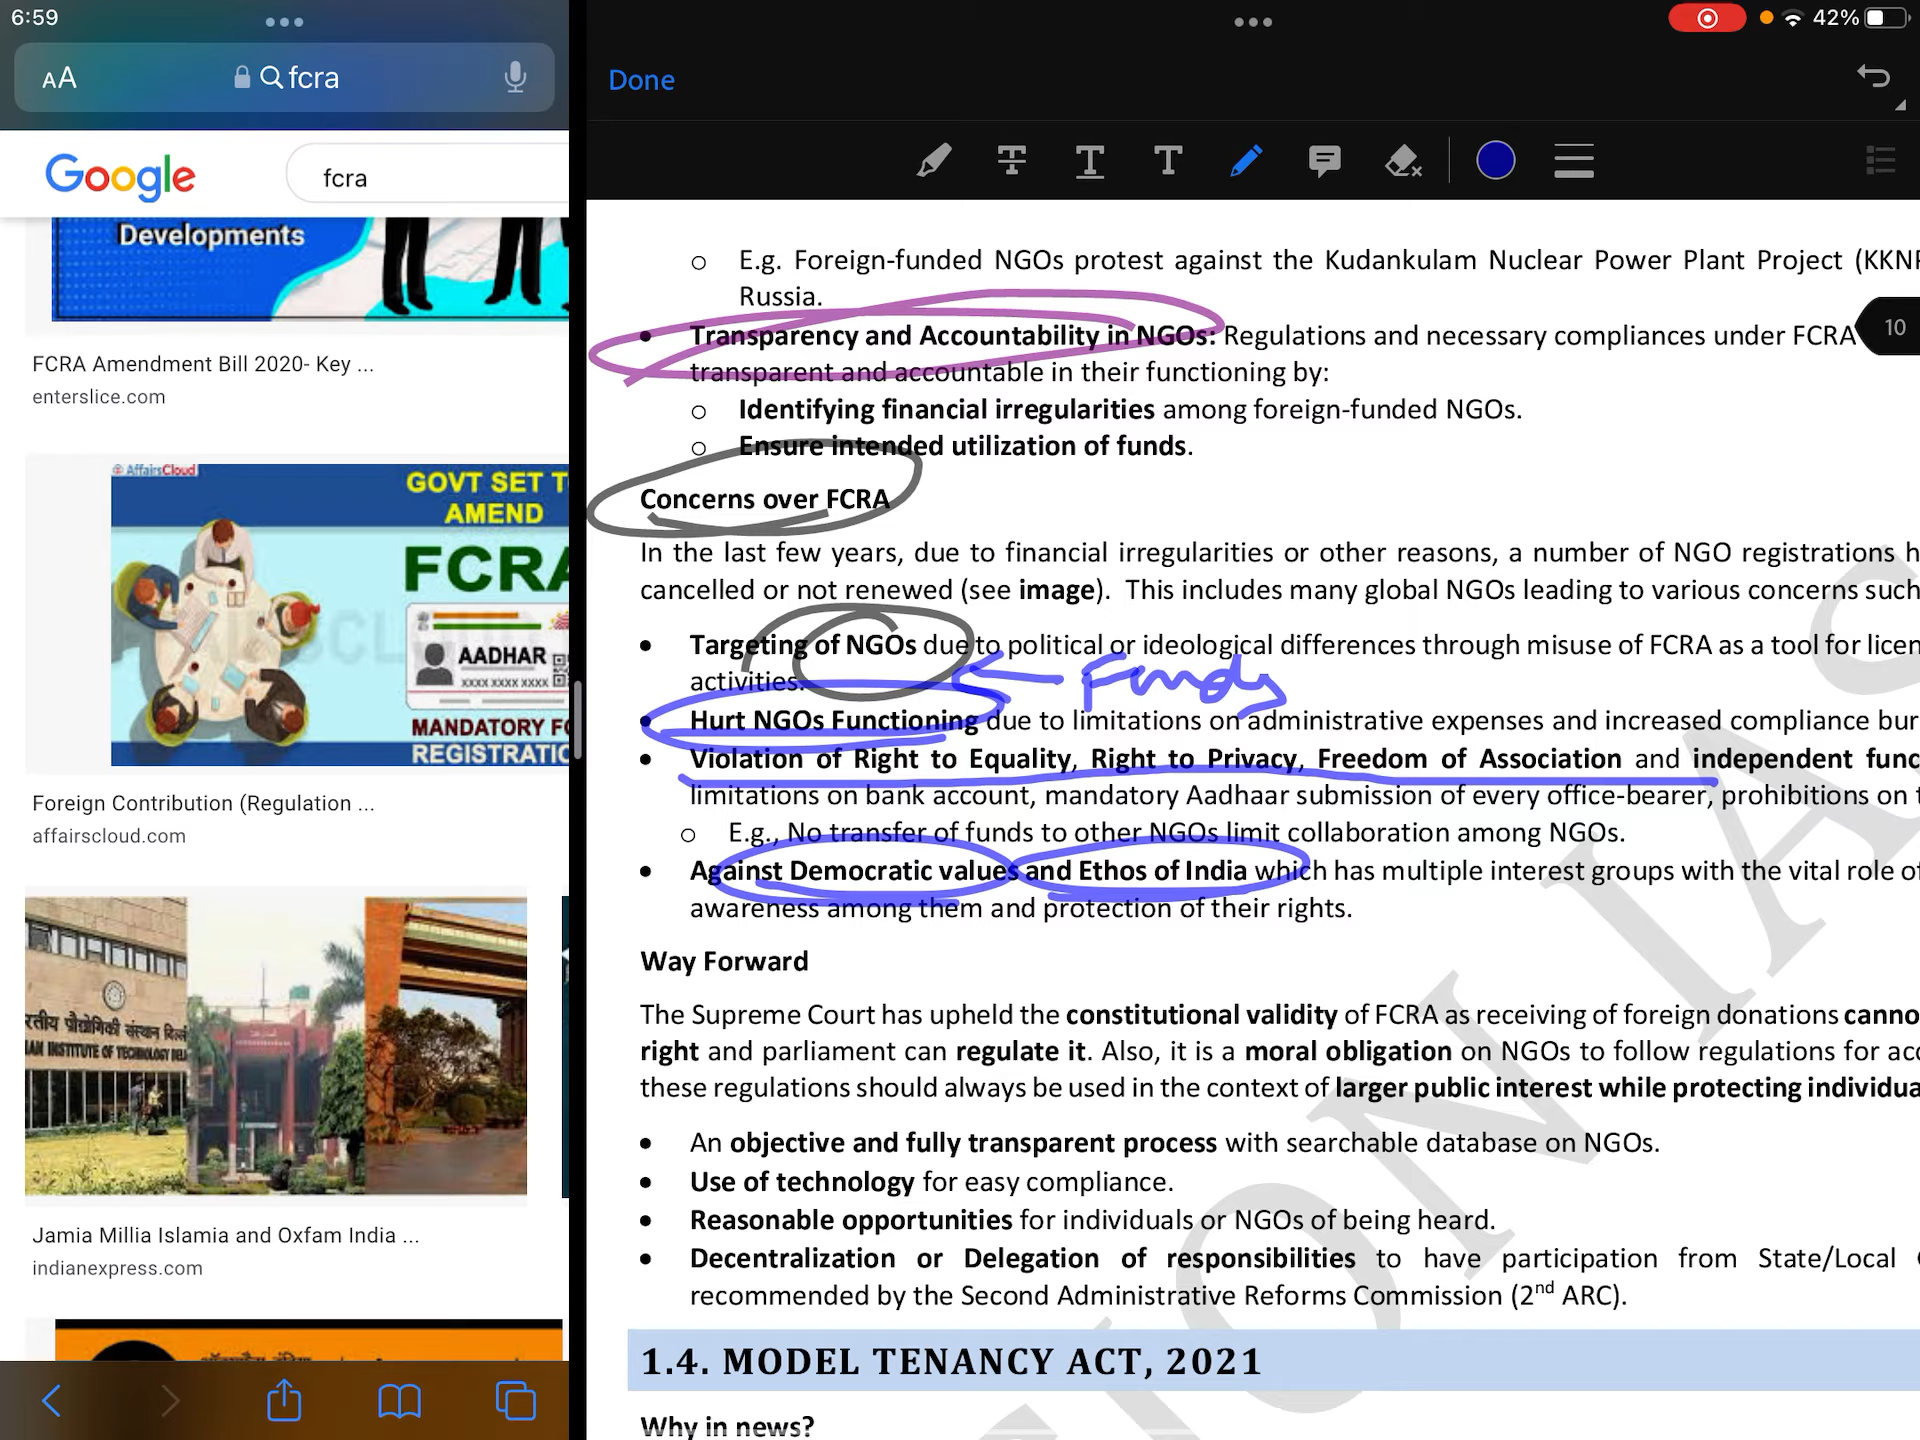 6:59
42%
AA
fcra
Google
fcra
Developments
FCRA Amendment Bill 2020- Key ...
enterslice.com
AffairsCloud
GOVT SET T
AMEND
FCRA
AADHAR
XXXX XXXX XXXX
MANDATORY FO
REGISTRATIO
Foreign Contribution (Regulation ...
affairscloud.com
रतीय प्रौद्योगिकी संस्थान दिल्
AN INSTITUTE OF TECHNOLOGY DEL
Jamia Millia Islamia and Oxfam India ...
indianexpress.com
Done
T T T
10
o E.g. Foreign-funded NGOs protest against the Kudankulam Nuclear Power Plant Project (KKNP
Russia.
• Transparency and Accountability in NGOs: Regulations and necessary compliances under FCRA
transparent and accountable in their functioning by:
o Identifying financial irregularities among foreign-funded NGOs.
o Ensure intended utilization of funds.
Concerns over FCRA
In the last few years, due to financial irregularities or other reasons, a number of NGO registrations h
cancelled or not renewed (see image). This includes many global NGOs leading to various concerns such
• Targeting of NGOs due to political or ideological differences through misuse of FCRA as a tool for licen
activities.
Funds
• Hurt NGOs Functioning due to limitations on administrative expenses and increased compliance bur
• Violation of Right to Equality, Right to Privacy, Freedom of Association and independent func
limitations on bank account, mandatory Aadhaar submission of every office-bearer, prohibitions on t
o E.g., No transfer of funds to other NGOs limit collaboration among NGOs.
• Against Democratic values and Ethos of India which has multiple interest groups with the vital role of
awareness among them and protection of their rights.
Way Forward
The Supreme Court has upheld the constitutional validity of FCRA as receiving of foreign donations canno
right and parliament can regulate it. Also, it is a moral obligation on NGOs to follow regulations for acc
these regulations should always be used in the context of larger public interest while protecting individua
• An objective and fully transparent process with searchable database on NGOs.
• Use of technology for easy compliance.
• Reasonable opportunities for individuals or NGOs of being heard.
• Decentralization or Delegation of responsibilities to have participation from State/Local
recommended by the Second Administrative Reforms Commission (2nd ARC).
1.4. MODEL TENANCY ACT, 2021
Why in news?
ION IAS